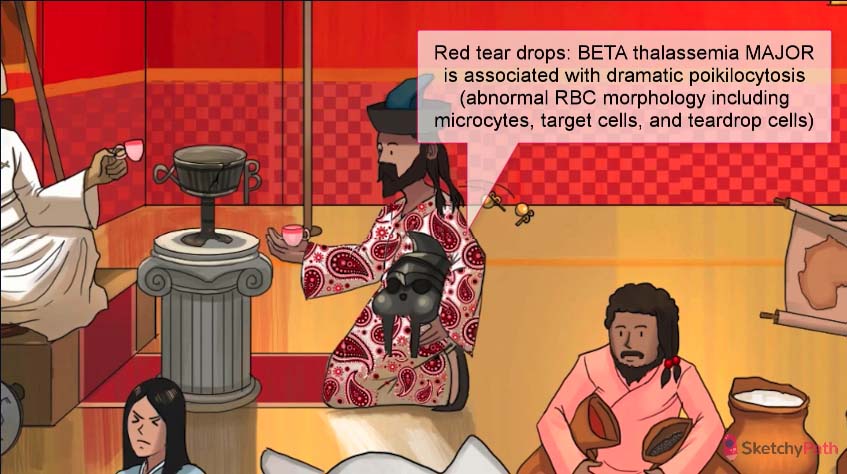 Red tear drops: BETA thalassemia MAJOR
is associated with dramatic poikilocytosis
(abnormal RBC morphology including
microcytes, target cells, and teardrop cells)
SketchyPath